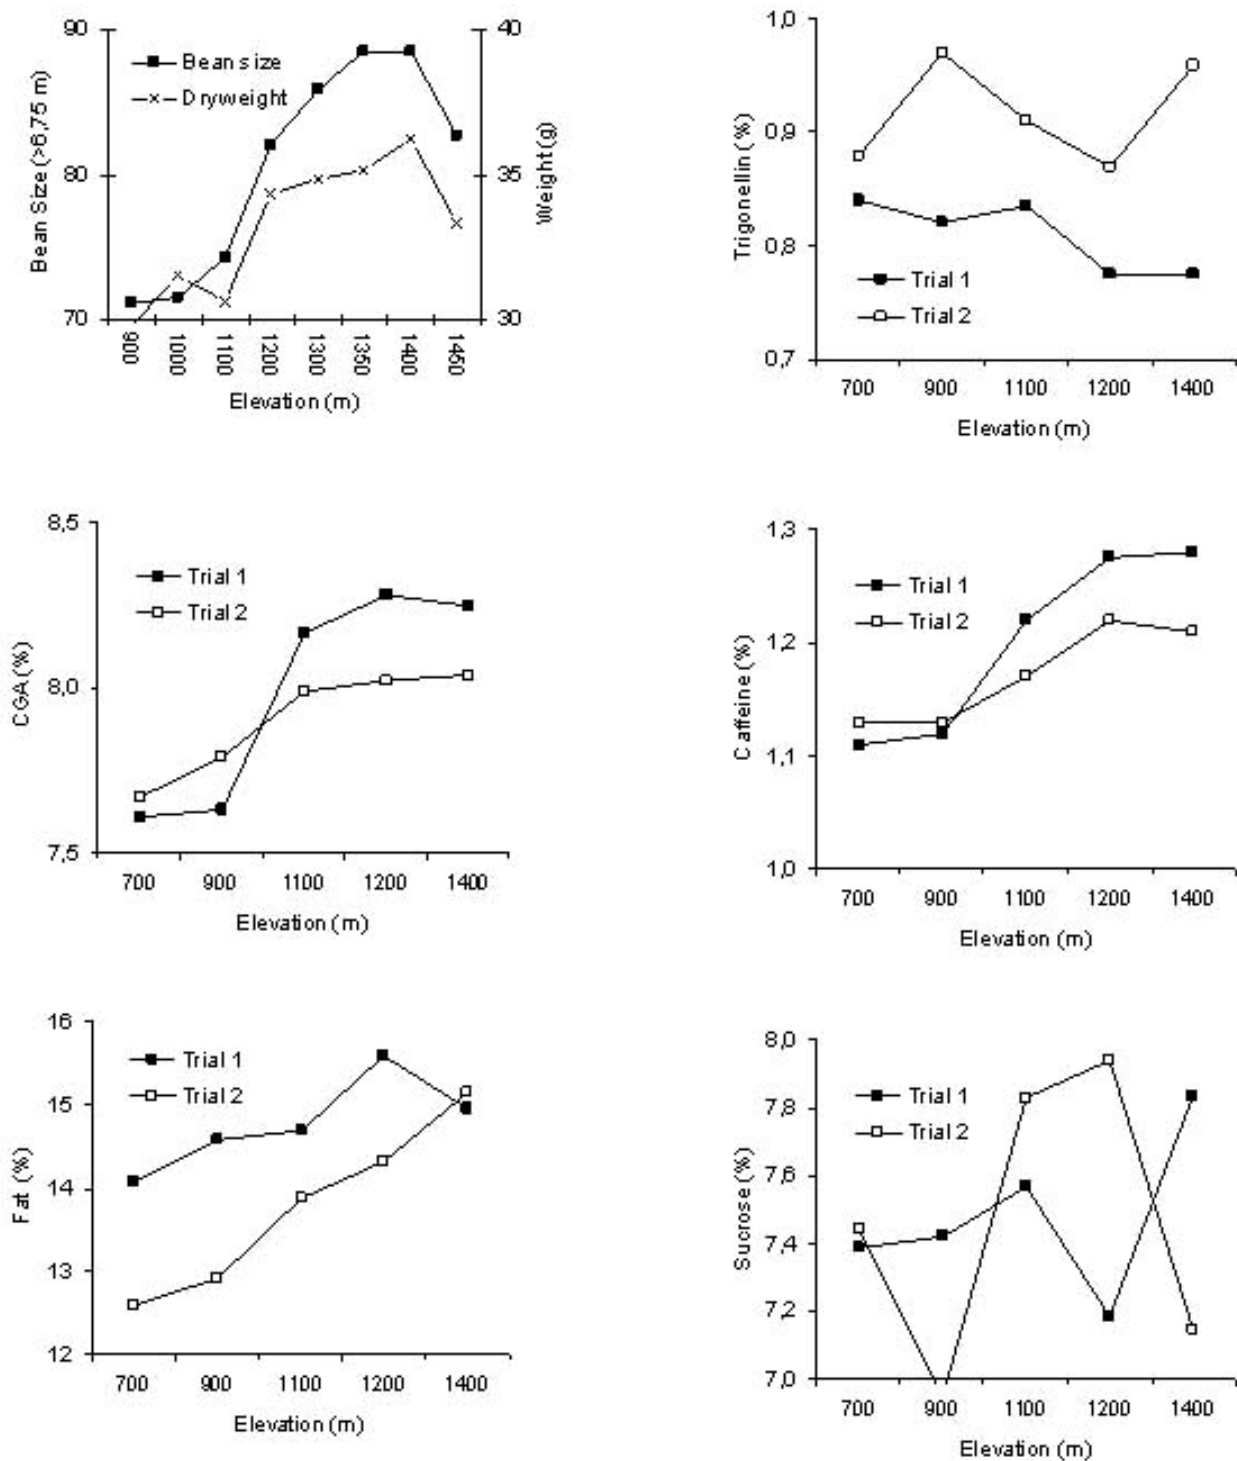 90
80
70
Bean Size (>6,75 m)
Bean size
Dryweight
40
35
30
Weight(g)
900
1000
1100
1200
1300
1350
1400
1450
Elevation (m)
1,0
0,9
0,8
0,7
Trigonellin (%)
Trial 1
Trial 2
700 900 1100 1200 1400
Elevation (m)
8,5
8,0
7,5
CGA (%)
Trial 1
Trial 2
700 900 1100 1200 1400
Elevation (m)
1,3
1,2
1,1
1,0
Caffeine (%)
Trial 1
Trial 2
700 900 1100 1200 1400
Elevation (m)
16
15
14
13
12
Fat (%)
Trial 1
Trial 2
700 900 1100 1200 1400
Elevation (m)
8,0
7,8
7,6
7,4
7,2
7,0
Sucrose (%)
Trial 1
Trial 2
700 900 1100 1200 1400
Elevation (m)